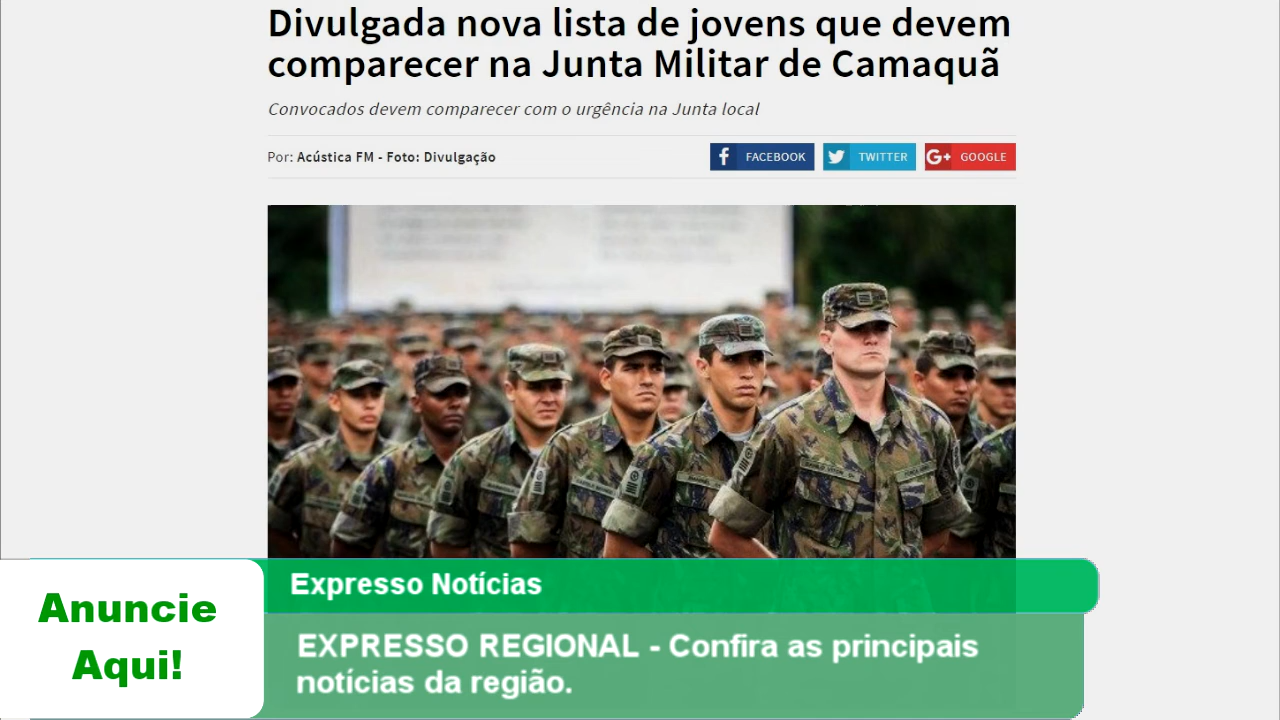 Divulgada nova lista de jovens que devem
comparecer na Junta Militar de Camaquã
Convocados devem comparecer com o urgência na Junta local
Por: Acústica FM - Foto: Divulgação
FACEBOOK
TWITTER
G+ GOOGLE
Expresso Notícias
Anuncie
Aqui!
EXPRESSO REGIONAL - Confira as principais
notícias da região.